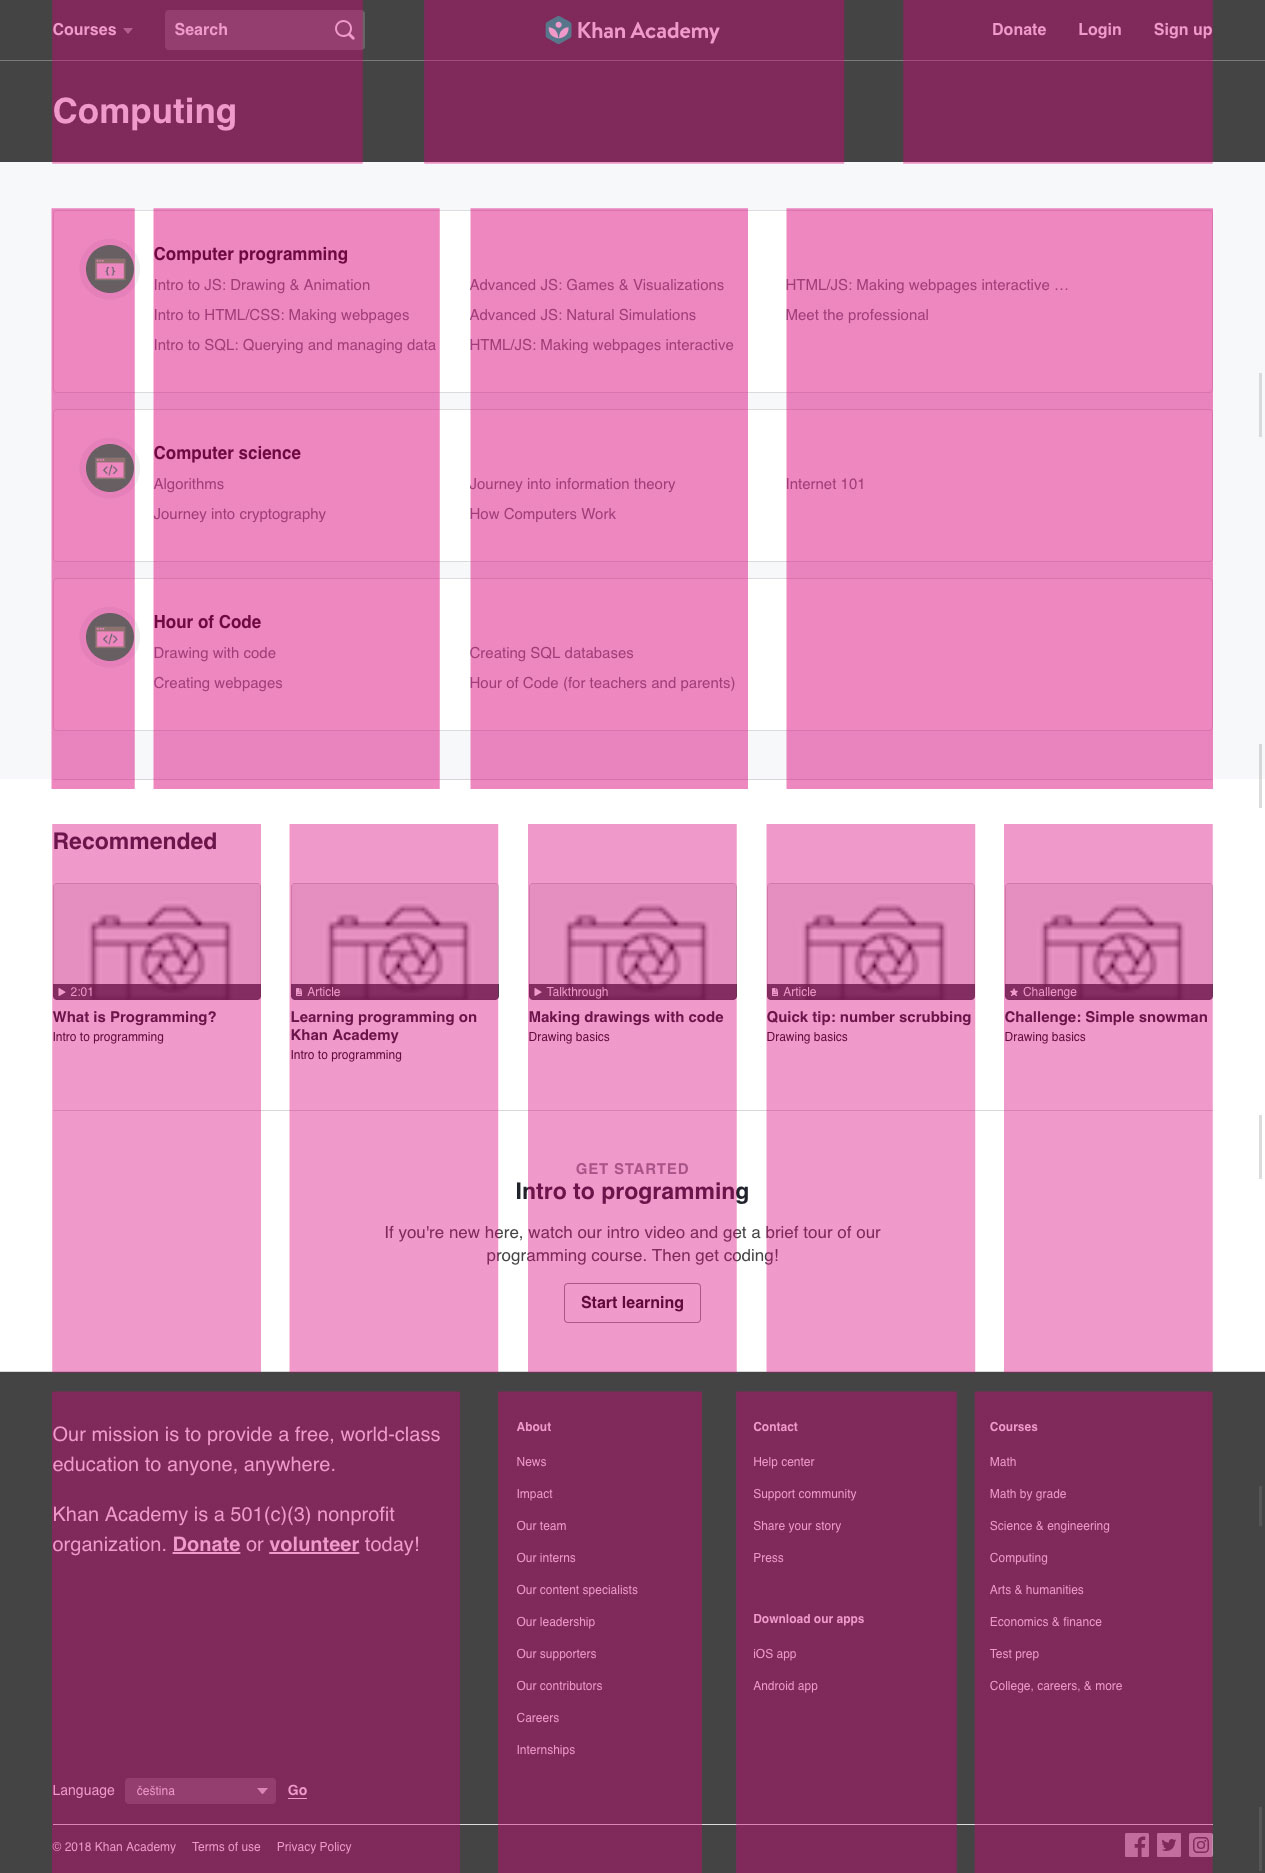 Courses
Search
Khan Academy
Donate
Login
Sign up
Computing
Computer programming
Intro to JS: Drawing & Animation
Advanced JS: Games & Visualizations
HTML/JS: Making webpages interactive …
Intro to HTML/CSS: Making webpages
Advanced JS: Natural Simulations
Meet the professional
Intro to SQL: Querying and managing data
HTML/JS: Making webpages interactive
Computer science
Algorithms
Journey into information theory
Internet 101
Journey into cryptography
How Computers Work
Hour of Code
Drawing with code
Creating SQL databases
Creating webpages
Hour of Code (for teachers and parents)
Recommended
2:01
What is Programming?
Intro to programming
Article
Learning programming on
Khan Academy
Intro to programming
Talkthrough
Making drawings with code
Drawing basics
Article
Quick tip: number scrubbing
Drawing basics
Challenge
Challenge: Simple snowman
Drawing basics
GET STARTED
Intro to programming
If you're new here, watch our intro video and get a brief tour of our
programming course. Then get coding!
Start learning
Our mission is to provide a free, world-class
education to anyone, anywhere.
Khan Academy is a 501(c)(3) nonprofit
organization. Donate or volunteer today!
About
News
Impact
Our team
Our interns
Our content specialists
Our leadership
Our supporters
Our contributors
Careers
Internships
Contact
Help center
Support community
Share your story
Press
Download our apps
iOS app
Android app
Courses
Math
Math by grade
Science & engineering
Computing
Arts & humanities
Economics & finance
Test prep
College, careers, & more
Language
čeština
Go
© 2018 Khan Academy
Terms of use
Privacy Policy